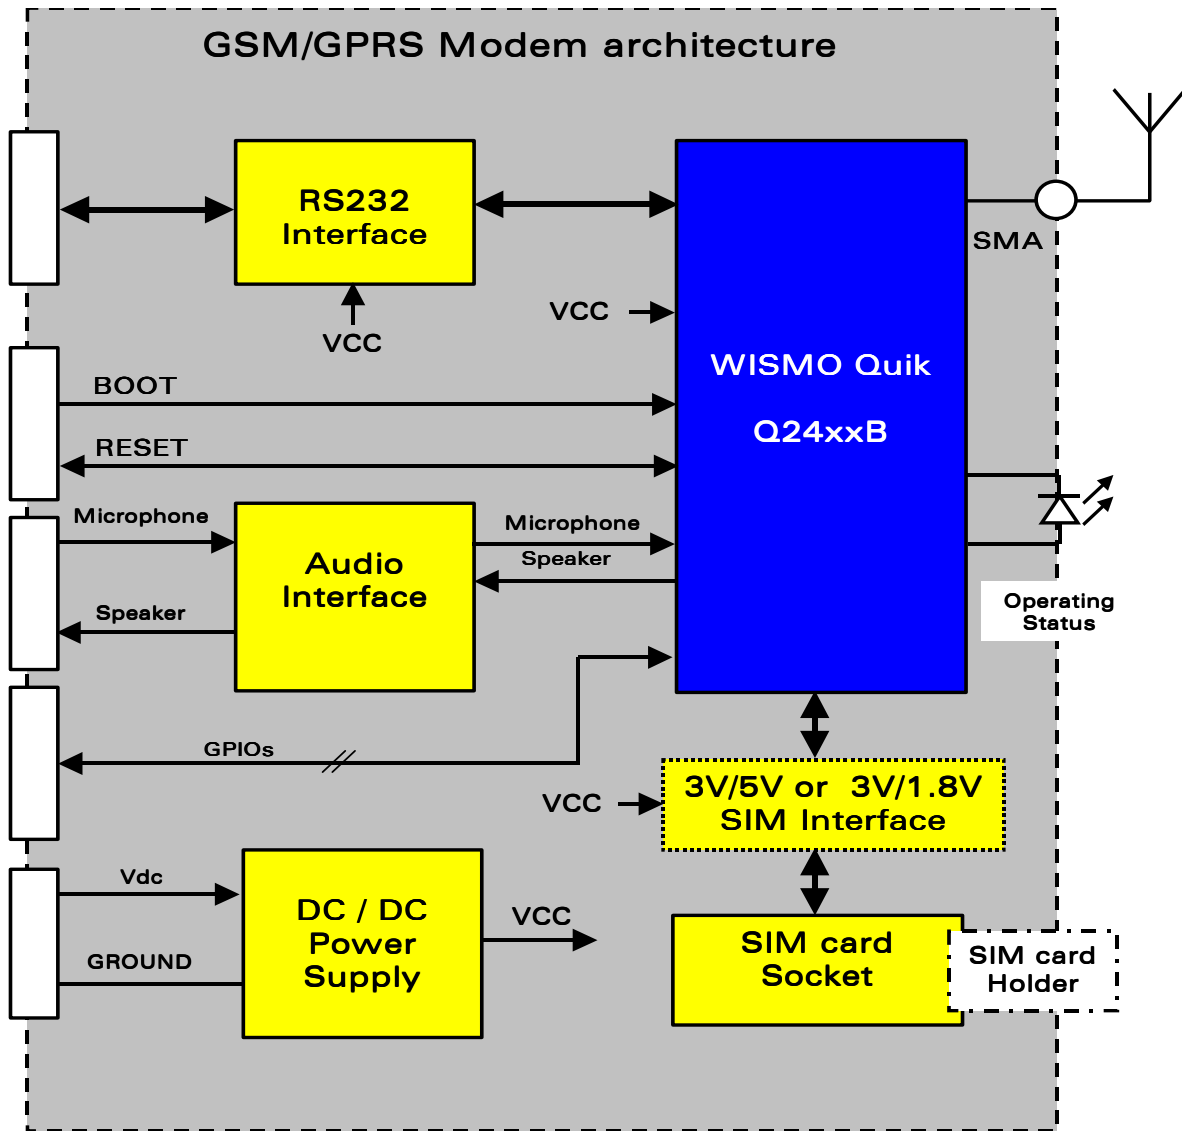 GSM/GPRS Modem architecture
RS232
Interface
SMA
VCC
VCC
WISMO Quik
Q24xxB
BOOT
RESET
Microphone
Microphone
Speaker
Audio
Interface
Speaker
Operating
Status
GPIOs
3V/5V or 3V/1.8V
SIM Interface
VCC
Vdc
GROUND
DC / DC
Power
Supply
VCC
SIM card
Socket
SIM card
Holder